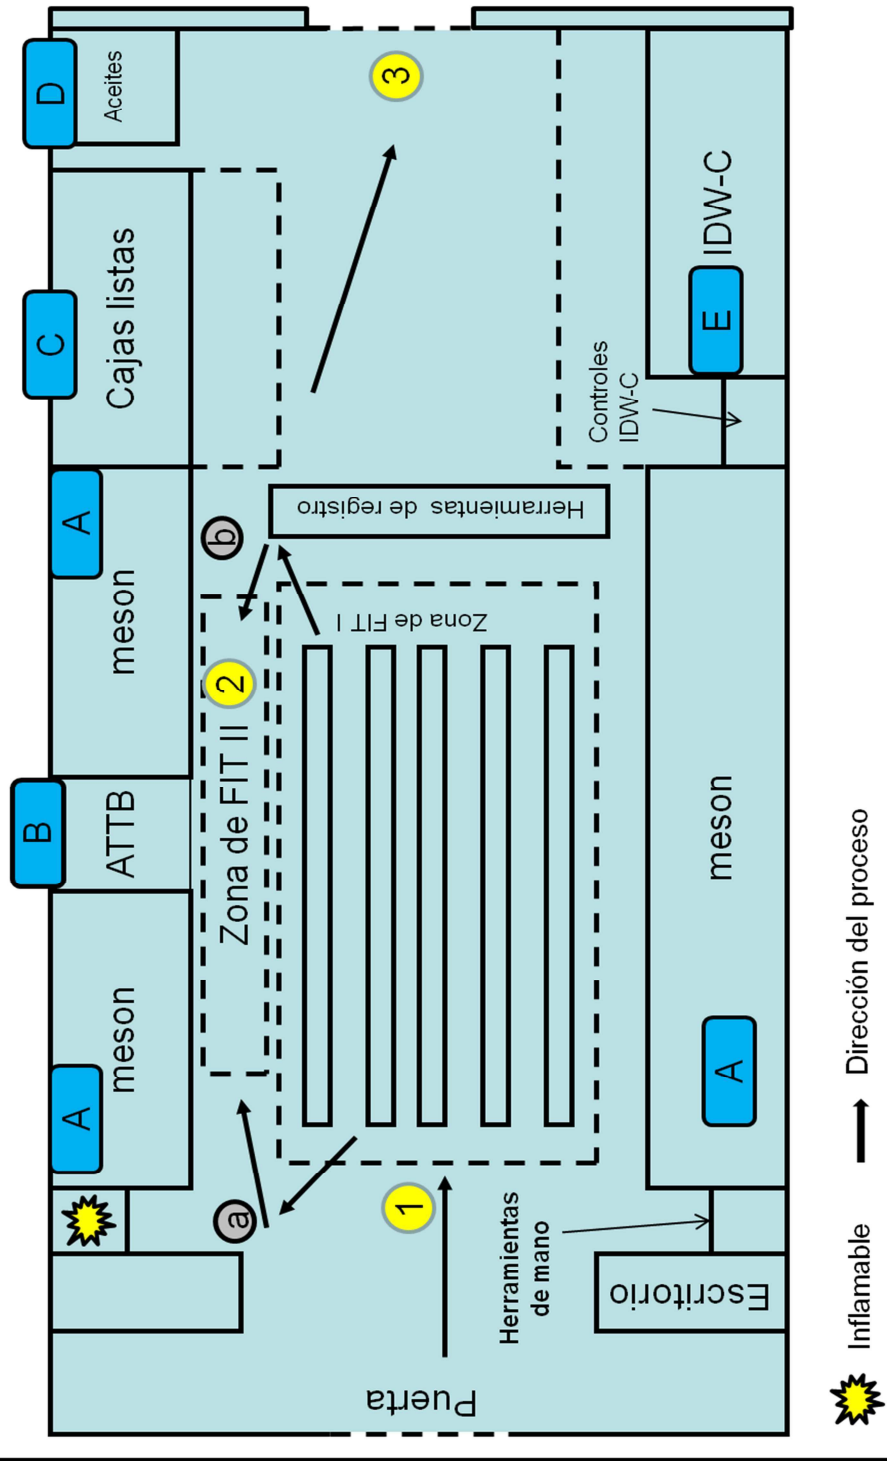 D
Aceites
C
Cajas listas
A
meson
B
ATTB
A
meson
3
b
2
Zona de FIT II
a
Herramientas de registro
Zona de FIT I
1
Puerta
Controles
IDW-C
E
IDW-C
meson
A
Herramientas
de mano
Escritorio
Inflamable
Dirección del proceso